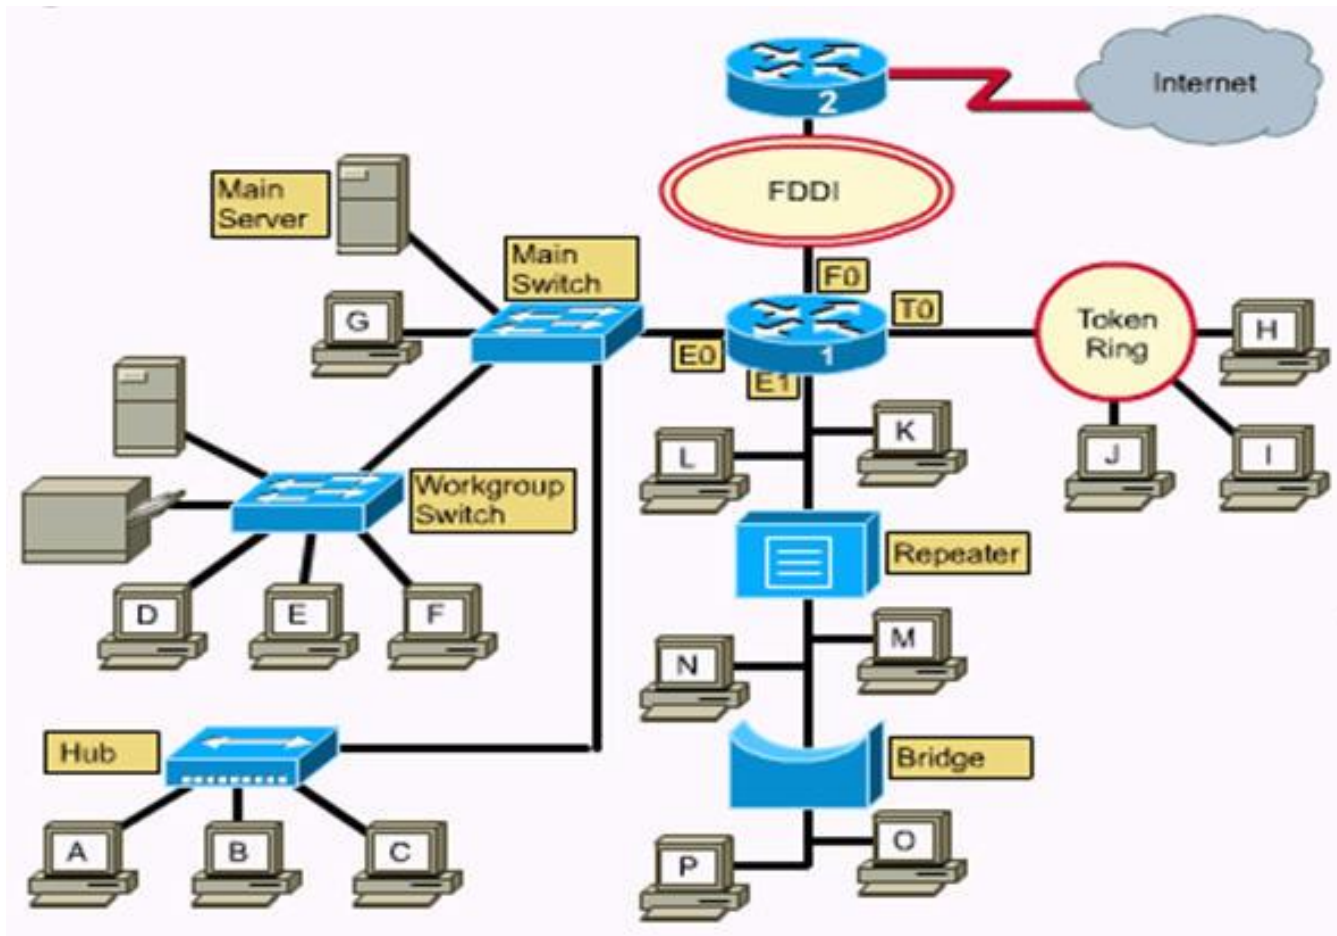 Internet
2
FDDI
Main
Server
Main
Switch
F0
T0
G
E0
1
E1
Token
Ring
H
L
K
J
I
Workgroup
Switch
Repeater
D
E
F
N
M
Hub
Bridge
A
B
C
P
O